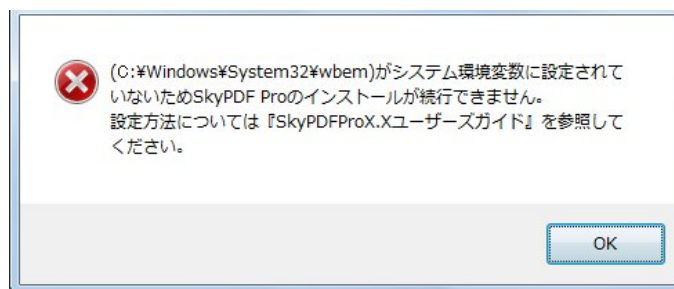 (C:¥Windows¥System32¥wbem)がシステム環境変数に設定されて
いないためSkyPDF Proのインストールが続行できません。
設定方法については『SkyPDFProX.Xユーザーズガイド』を参照して
ください。
OK